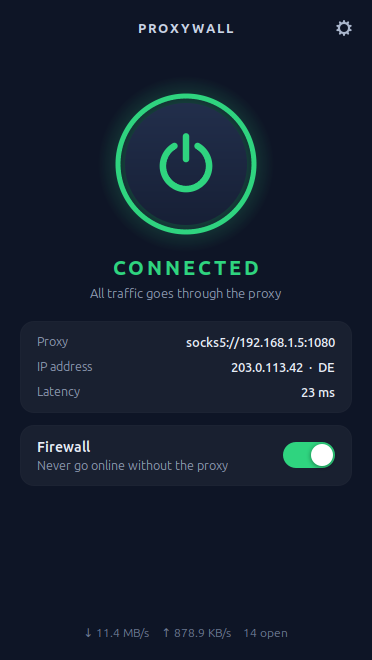 PROXYWALL
CONNECTED
All traffic goes through the proxy
Proxy socks5://192.168.1.5:1080
IP address 203.0.113.42 · DE
Latency 23 ms
Firewall
Never go online without the proxy
↓ 11.4 MB/s ↑ 878.9 KB/s 14 open